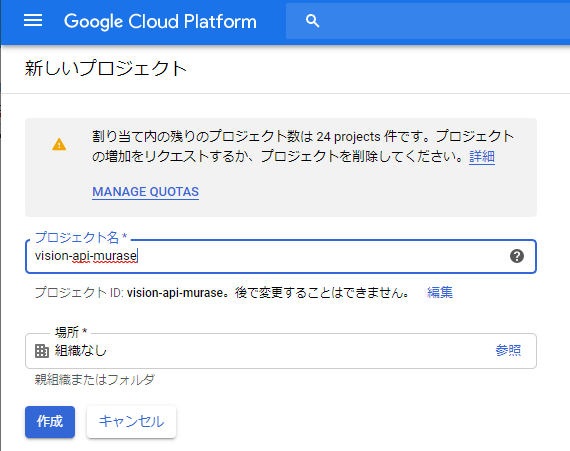 Google Cloud Platform
新しいプロジェクト
割り当て内の残りのプロジェクト数は 24 projects 件です。プロジェクト
の増加をリクエストするか、プロジェクトを削除してください。詳細
MANAGE QUOTAS
プロジェクト名 *
vision-api-murase
プロジェクト ID: vision-api-murase。後で変更することはできません。 編集
場所 *
組織なし 参照
親組織またはフォルダ
作成 キャンセル